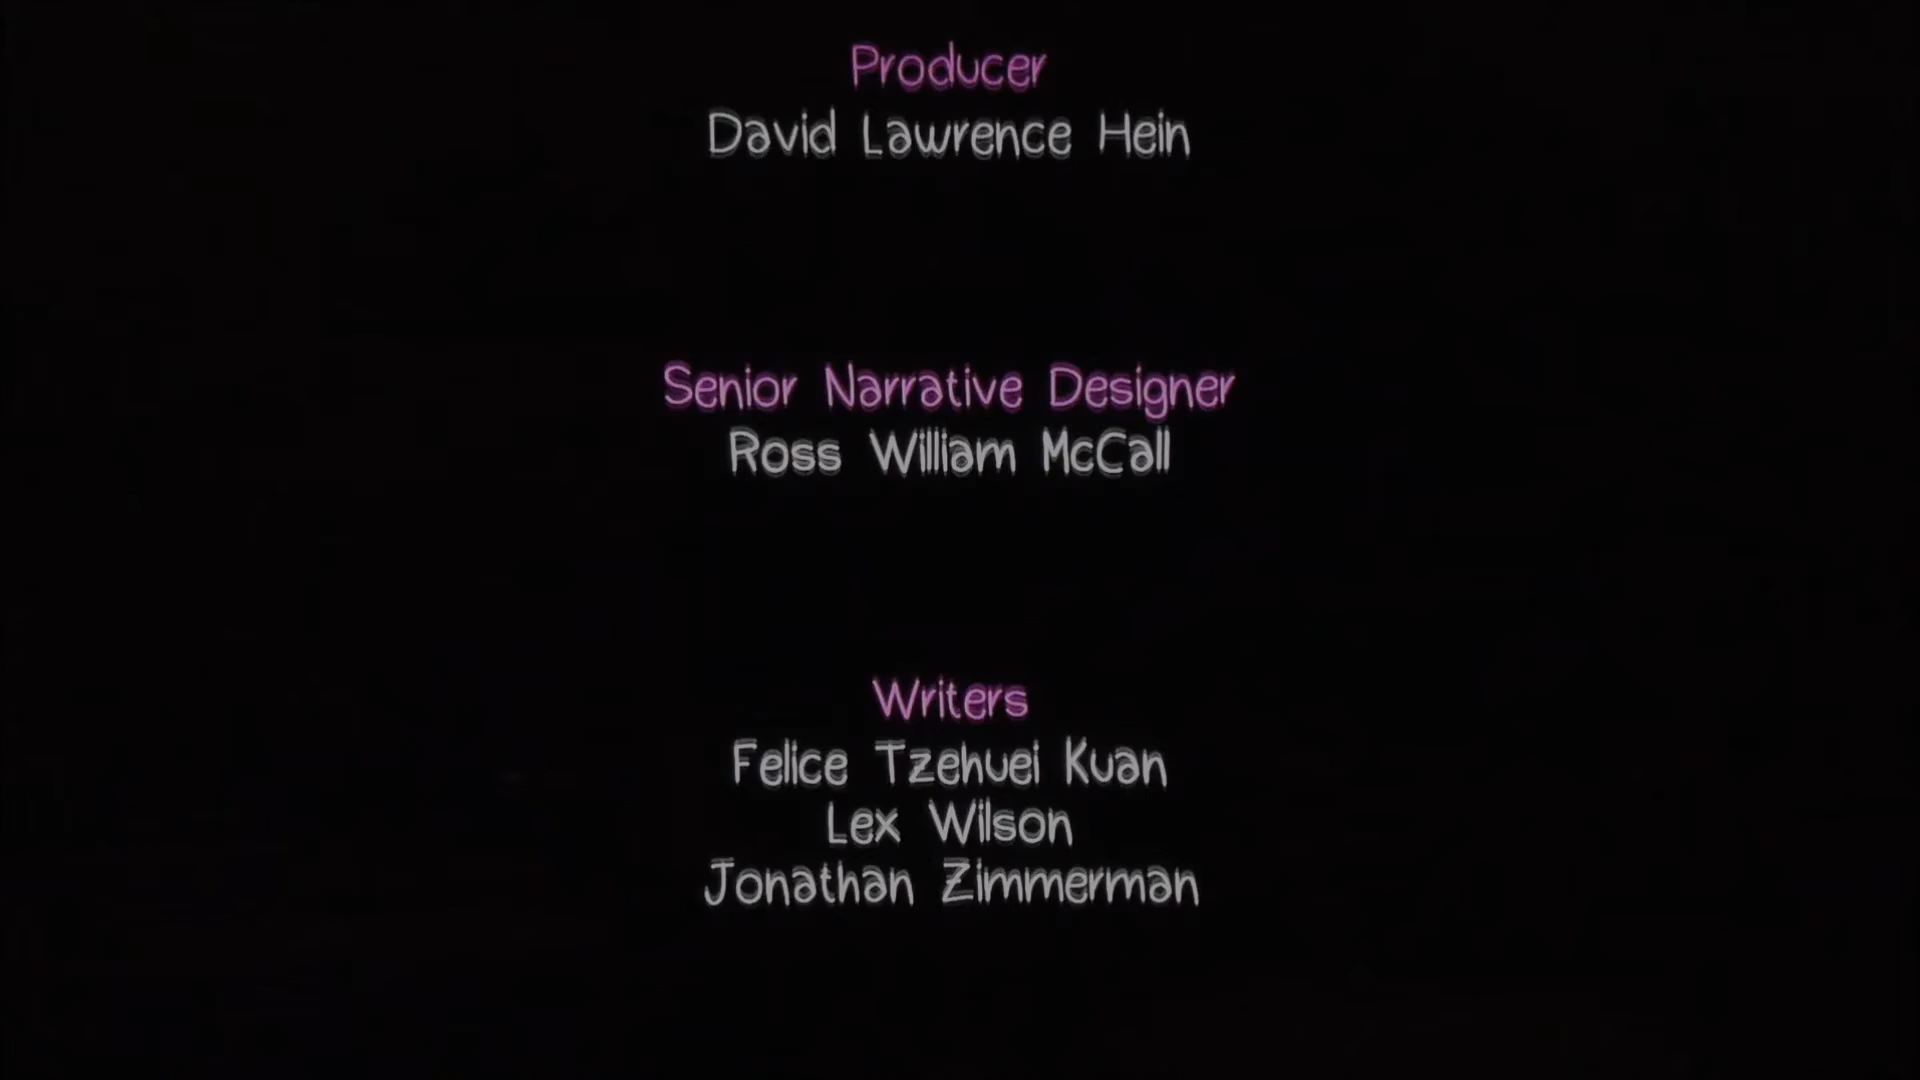 Producer
David Lawrence Hein
Senior Narrative Designer
Ross William McCall
Writers
Felice Tzehuei Kuan
Lex Wilson
Jonathan Zimmerman